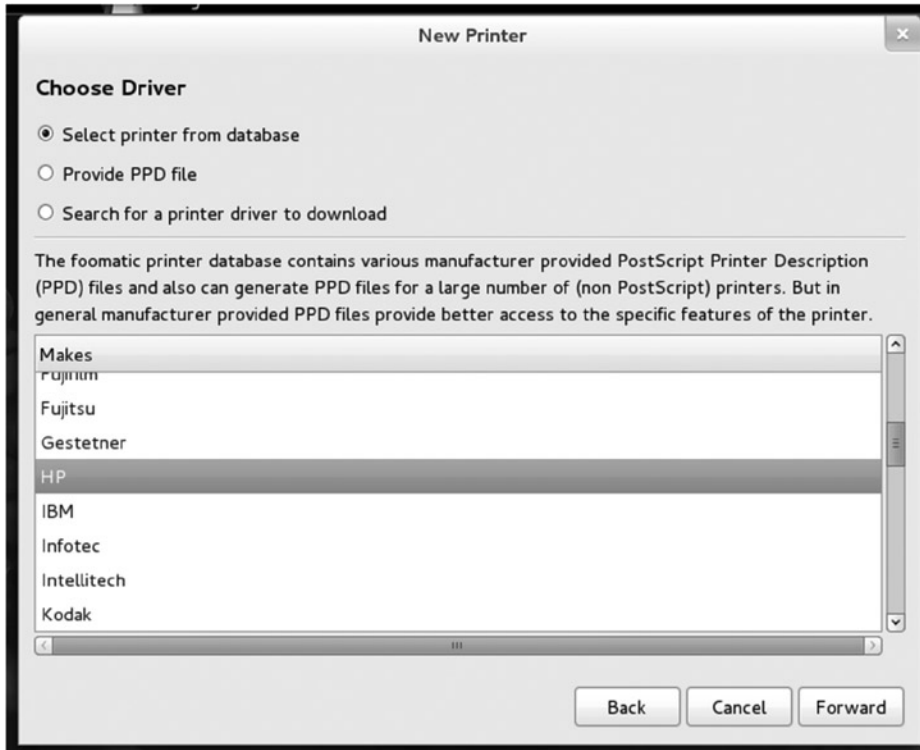 New Printer
Choose Driver
Select printer from database
Provide PPD file
Search for a printer driver to download
The foomatic printer database contains various manufacturer provided PostScript Printer Description
(PPD) files and also can generate PPD files for a large number of (non PostScript) printers. But in
general manufacturer provided PPD files provide better access to the specific features of the printer.
Makes
Fujifilm
Fujitsu
Gestetner
HP
IBM
Infotec
Intellitech
Kodak
Back Cancel Forward